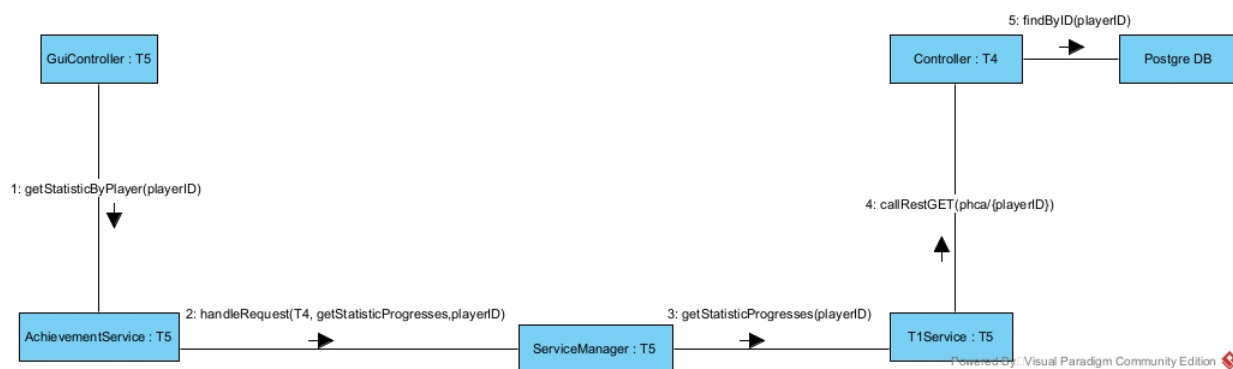 5: findByID(playerID)
GuiController : T5
Controller : T4
Postgre DB
1: getStatisticByPlayer(playerID)
4: callRestGET(phca/{playerID})
2: handleRequest(T4, getStatisticProgresses,playerID)
3: getStatisticProgresses(playerID)
AchievementService : T5
ServiceManager : T5
T1Service : T5
Powered By Visual Paradigm Community Edition